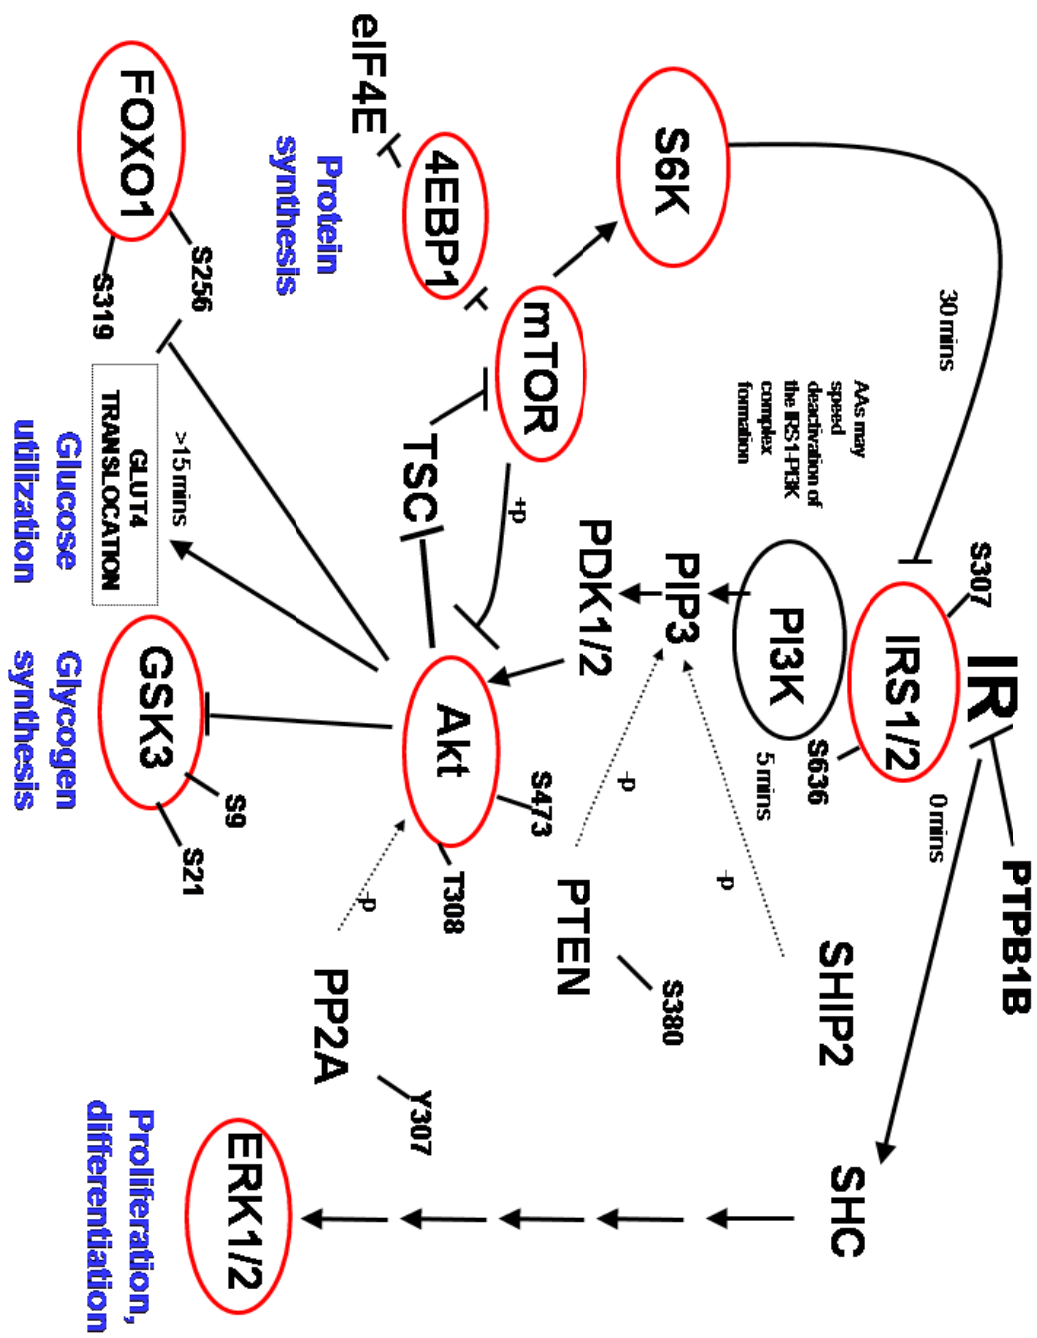 IR
PTPB1B
S307
IRS1/2
S636
0 mins
30 mins
AAs may
speed
deactivation of
the IRS1-PI3K
complex
formation
PI3K
5 mins
SHIP2
SHC
S6K
PIP3
-p
-p
PDK1/2
PTEN
S380
mTOR
+p
S473
4EBP1
TSC
Akt
T308
eIF4E
-p
PP2A
Y307
Protein
synthesis
S256
FOXO1
S319
>15 mins
GLUT4
TRANSLOCATION
GSK3
S9
S21
ERK1/2
Glucose
utilization
Glycogen
synthesis
Proliferation,
differentiation